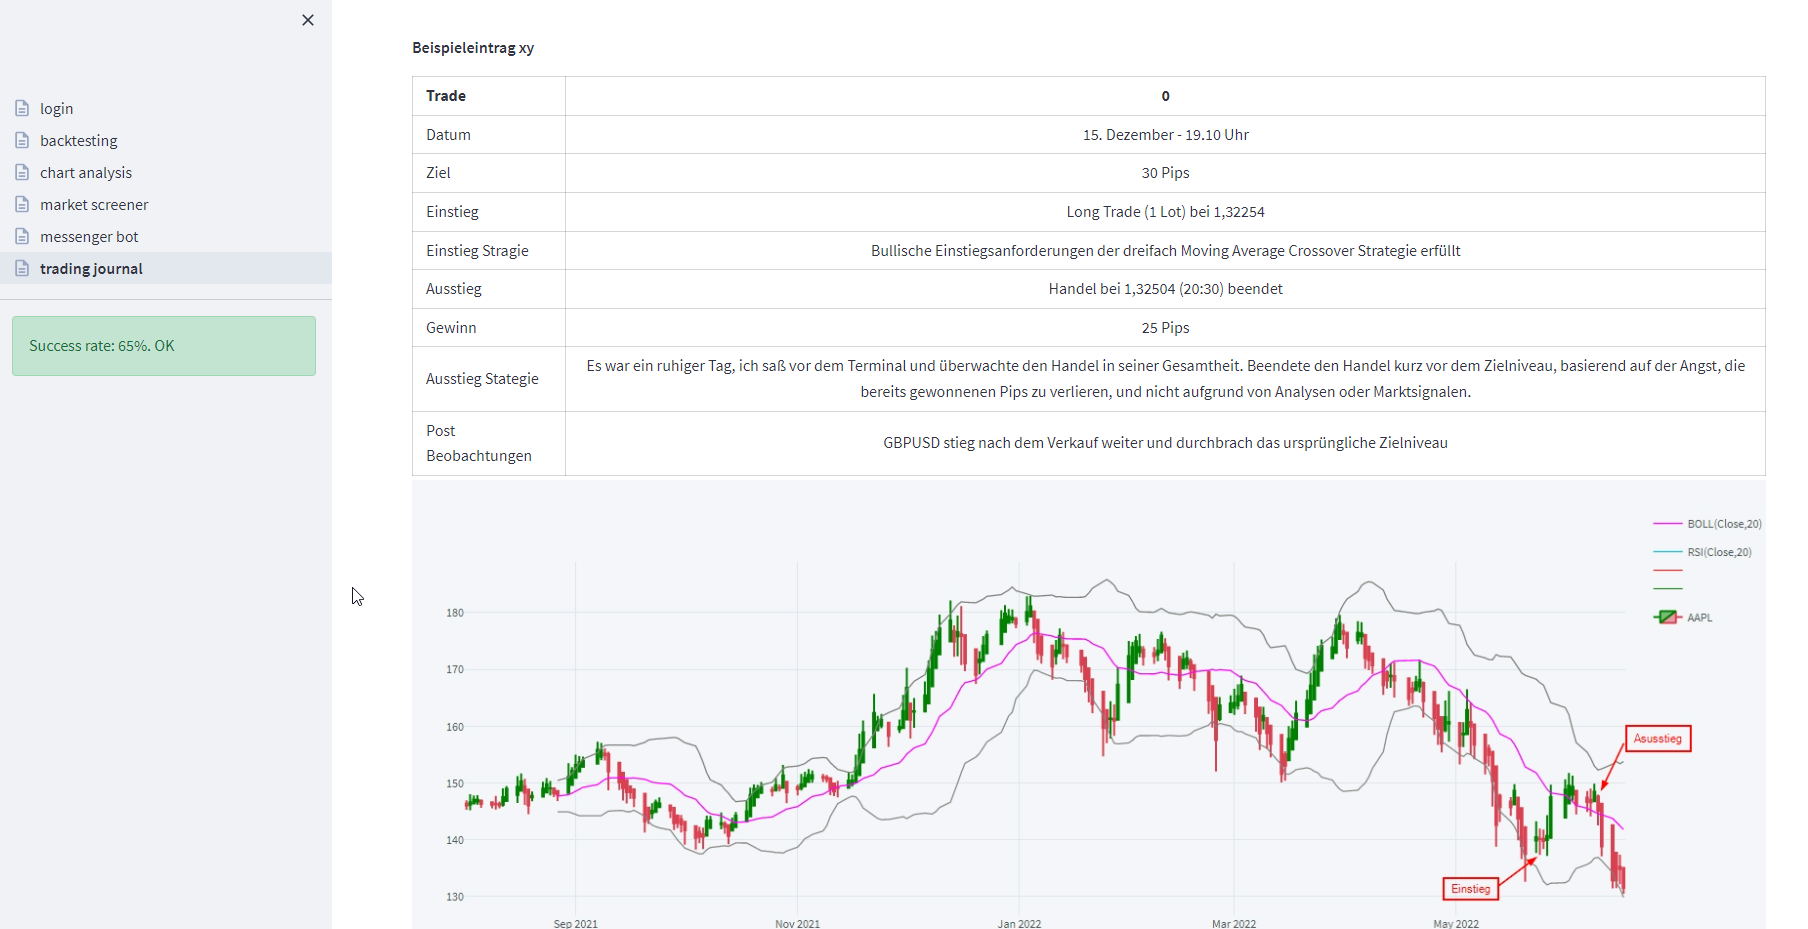 login
backtesting
chart analysis
market screener
messenger bot
trading journal
Success rate: 65%. OK
Beispieleintrag xy
Trade 0
Datum 15. Dezember - 19.10 Uhr
Ziel 30 Pips
Einstieg Long Trade (1 Lot) bei 1,32254
Einstieg Stragie Bullische Einstiegsanforderungen der dreifach Moving Average Crossover Strategie erfüllt
Ausstieg Handel bei 1,32504 (20:30) beendet
Gewinn 25 Pips
Ausstieg Stategie
Es war ein ruhiger Tag, ich saß vor dem Terminal und überwachte den Handel in seiner Gesamtheit. Beendete den Handel kurz vor dem Zielniveau, basierend auf der Angst, die
bereits gewonnenen Pips zu verlieren, und nicht aufgrund von Analysen oder Marktsignalen.
Post
Beobachtungen
GBPUSD stieg nach dem Verkauf weiter und durchbrach das ursprüngliche Zielniveau
BOLL(Close,20)
RSI(Close,20)
AAPL
180
170
160
150
140
130
Asusstieg
Einstieg
Sep 2021 Nov 2021 Jan 2022 Mar 2022 May 2022